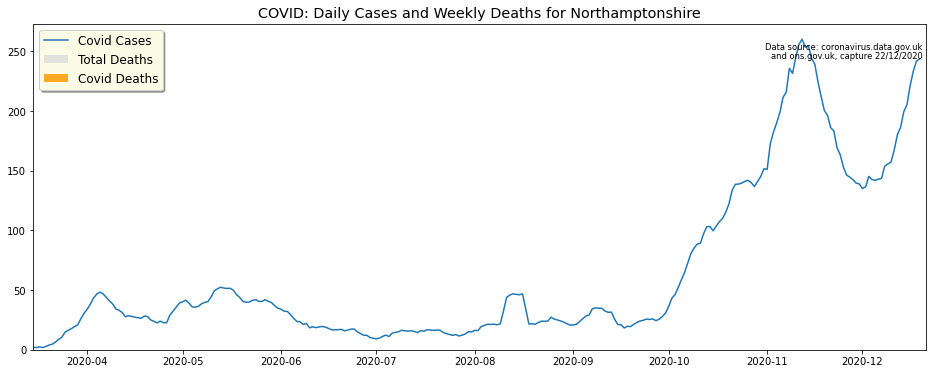 COVID: Daily Cases and Weekly Deaths for Northamptonshire
Covid Cases
Total Deaths
Covid Deaths
Data source: coronavirus.data.gov.uk
and ons.gov.uk, capture 22/12/2020
250
200
150
100
50
0
2020-04 2020-05 2020-06 2020-07 2020-08 2020-09 2020-10 2020-11 2020-12